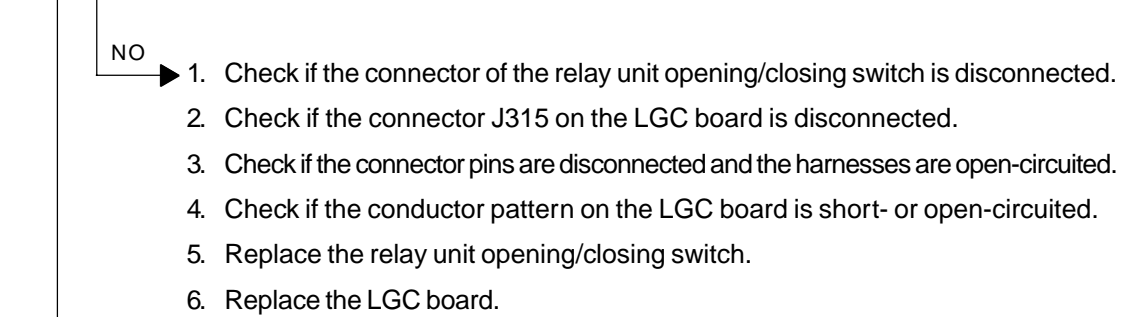 NO
1. Check if the connector of the relay unit opening/closing switch is disconnected.
2. Check if the connector J315 on the LGC board is disconnected.
3. Check if the connector pins are disconnected and the harnesses are open-circuited.
4. Check if the conductor pattern on the LGC board is short- or open-circuited.
5. Replace the relay unit opening/closing switch.
6. Replace the LGC board.